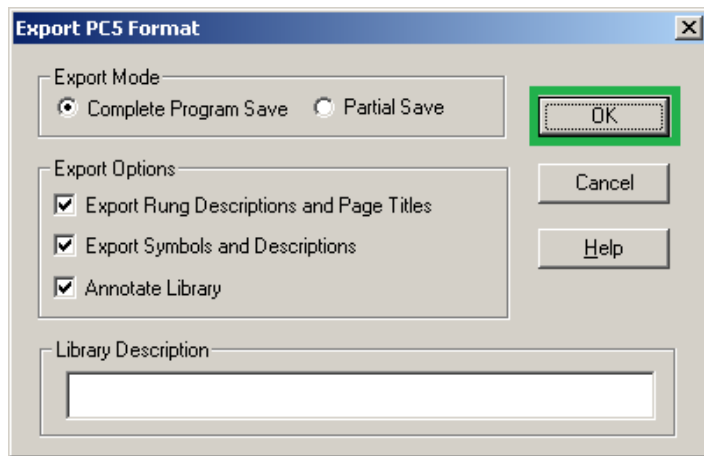 Export PC5 Format
Export Mode
Complete Program Save Partial Save
OK
Export Options
Export Rung Descriptions and Page Titles
Cancel
Export Symbols and Descriptions
Help
Annotate Library
Library Description